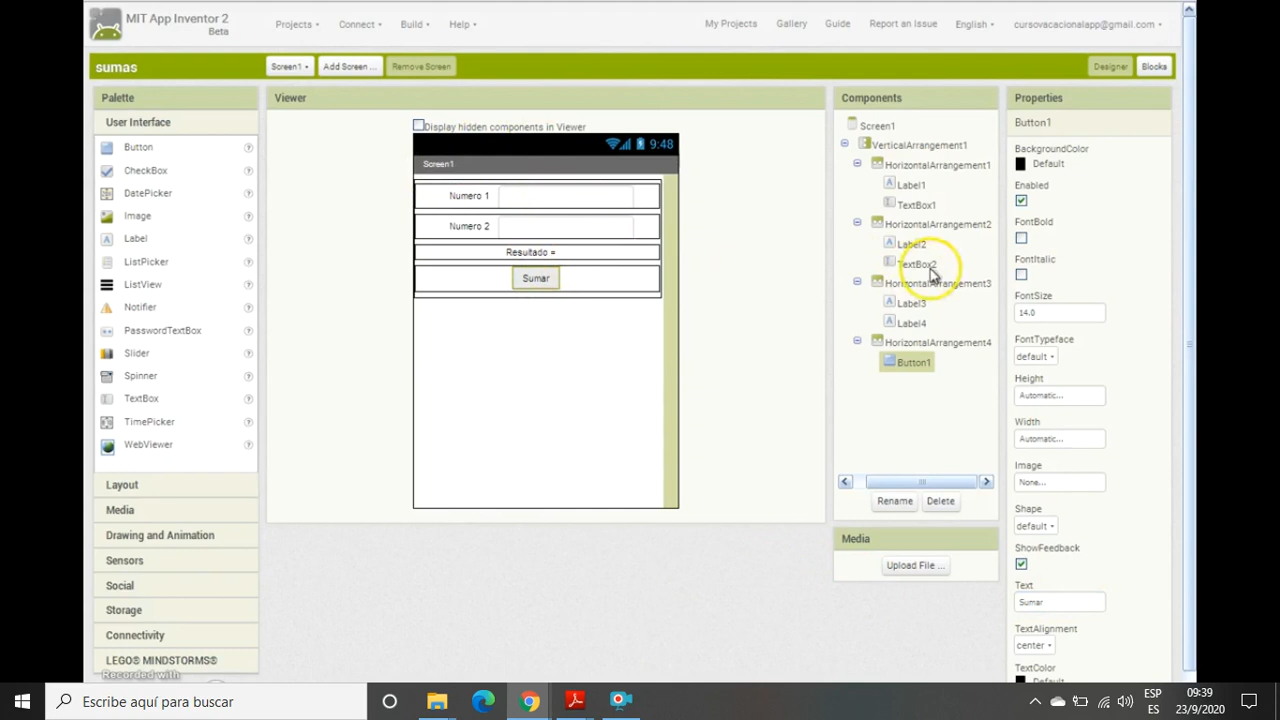 MIT App Inventor 2
Beta
Projects
Connect
Build
Help
My Projects
Gallery
Guide
Report an Issue
English
cursovacacionalapp@gmail.com
sumas
Screen1
Add Screen ...
Remove Screen
Designer
Blocks
Palette
User Interface
Button
CheckBox
DatePicker
Image
Label
ListPicker
ListView
Notifier
PasswordTextBox
Slider
Spinner
TextBox
TimePicker
WebViewer
Layout
Media
Drawing and Animation
Sensors
Social
Storage
Connectivity
LEGO® MINDSTORMS®
Recorded with
Viewer
Display hidden components in Viewer
9:48
Screen1
Numero 1
Numero 2
Resultado =
Sumar
Components
Screen1
VerticalArrangement1
HorizontalArrangement1
Label1
TextBox1
HorizontalArrangement2
Label2
TextBox2
HorizontalArrangement3
Label3
Label4
HorizontalArrangement4
Button1
Rename
Delete
Media
Upload File ...
Properties
Button1
BackgroundColor
Default
Enabled
FontBold
FontItalic
FontSize
14.0
FontTypeface
default
Height
Automatic...
Width
Automatic...
Image
None...
Shape
default
ShowFeedback
Text
Sumar
TextAlignment
center
TextColor
Default
Escribe aquí para buscar
ESP
ES
09:39
23/9/2020